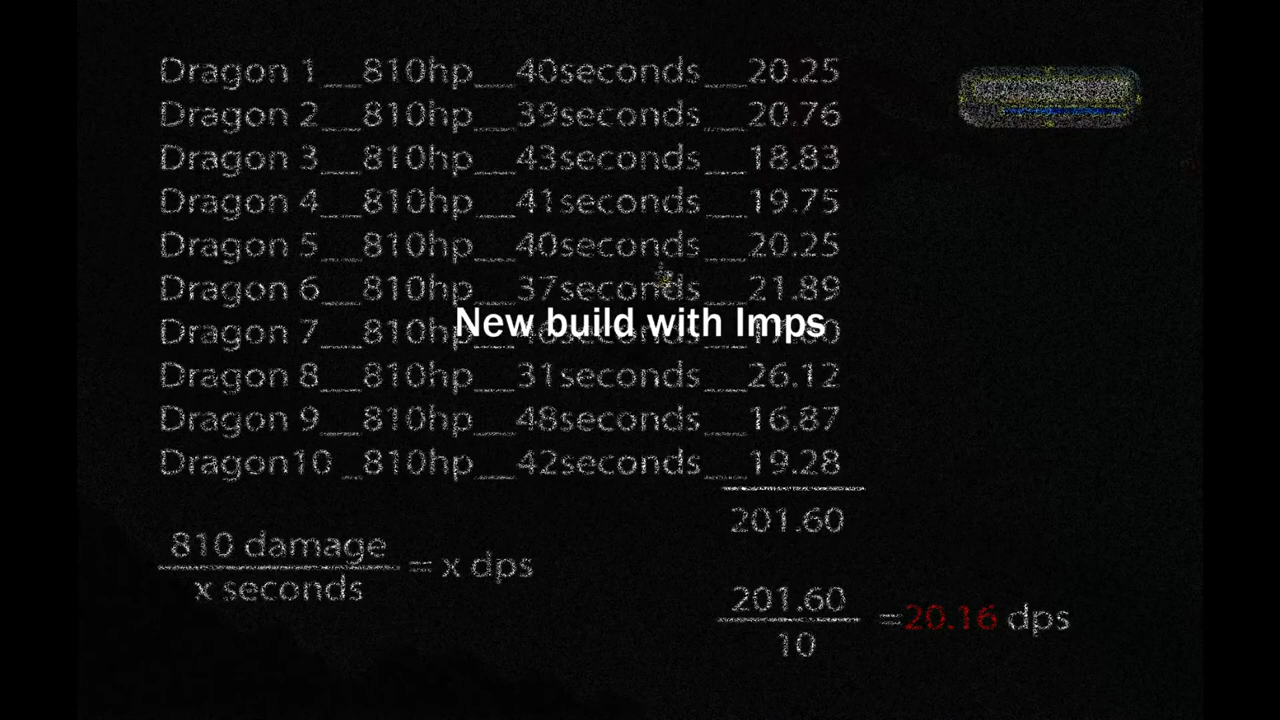 Dragon 1__810hp__40seconds__20.25
Dragon 2__810hp__39seconds__20.76
Dragon 3__810hp__43seconds__18.83
Dragon 4__810hp__41seconds__19.75
Dragon 5__810hp__40seconds__20.25
Dragon 6__810hp__37seconds__21.89
New build with Imps
Dragon 7__810hp
Dragon 8__810hp__31seconds__26.12
Dragon 9__810hp__48seconds__16.87
Dragon10 _810hp__42seconds__19.28
201.60
810 damage
= x dps
x seconds
201.60
=20.16 dps
10